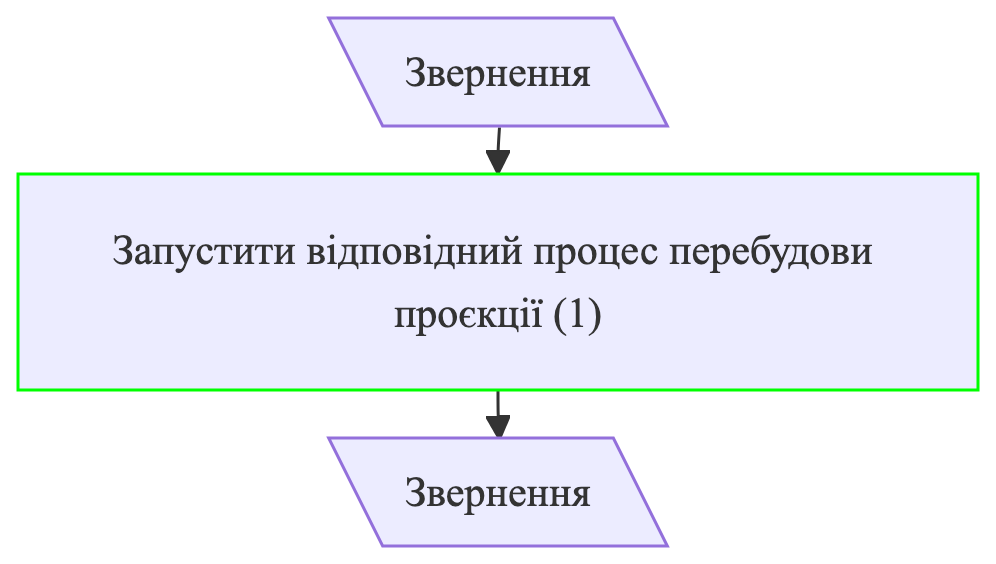 Звернення
Запустити відповідний процес перебудови
проєкції (1)
Звернення